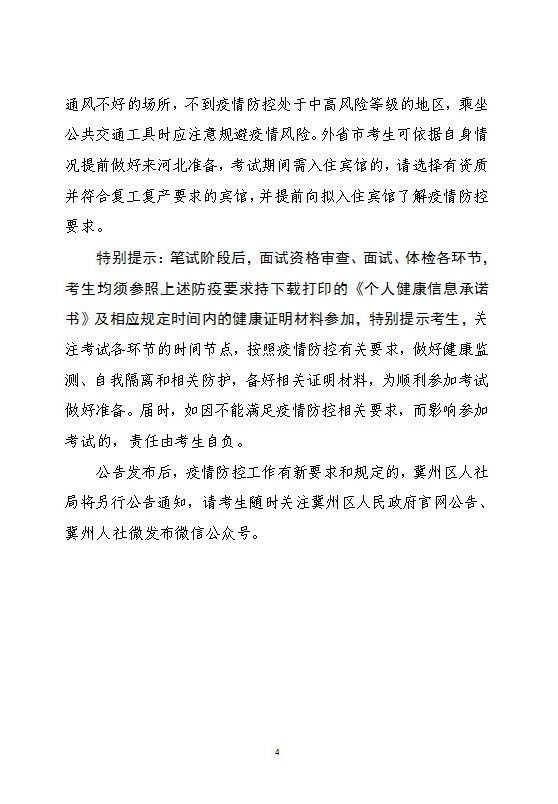 通风不好的场所，不到疫情防控处于中高风险等级的地区，乘坐
公共交通工具时应注意规避疫情风险。外省市考生可依据自身情
况提前做好来河北准备，考试期间需入住宾馆的，请选择有资质
并符合复工复产要求的宾馆,并提前向拟入住宾馆了解疫情防控
要求。
特别提示：笔试阶段后，面试资格审查、面试、体检各环节，
考生均须参照上述防疫要求持下载打印的《个人健康信息承诺
书》及相应规定时间内的健康证明材料参加，特别提示考生，关
注考试各环节的时间节点，按照疫情防控有关要求，做好健康监
测、自我隔离和相关防护，备好相关证明材料，为顺利参加考试
做好准备。届时，如因不能满足疫情防控相关要求，而影响参加
考试的，责任由考生自负。
公告发布后，疫情防控工作有新要求和规定的，冀州区人社
局将另行公告通知，请考生随时关注冀州区人民政府官网公告、
冀州人社微发布微信公众号。
4